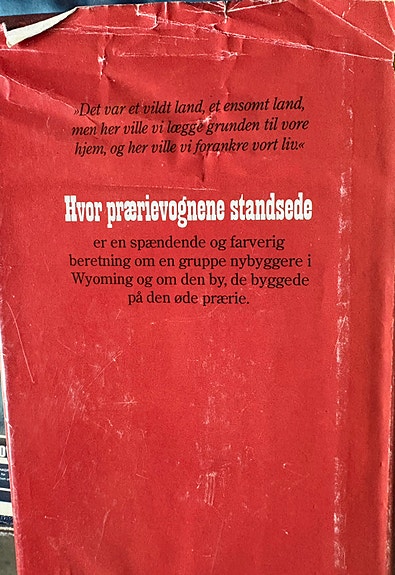 »Det var et vildt land, et ensomt land,
men her ville vi lægge grunden til vore
hjem, og her ville vi forankre vort liv.«
Hvor prærievognene standsede
er en spændende og farverig
beretning om en gruppe nybyggere i
Wyoming og om den by, de byggede
på den øde prærie.